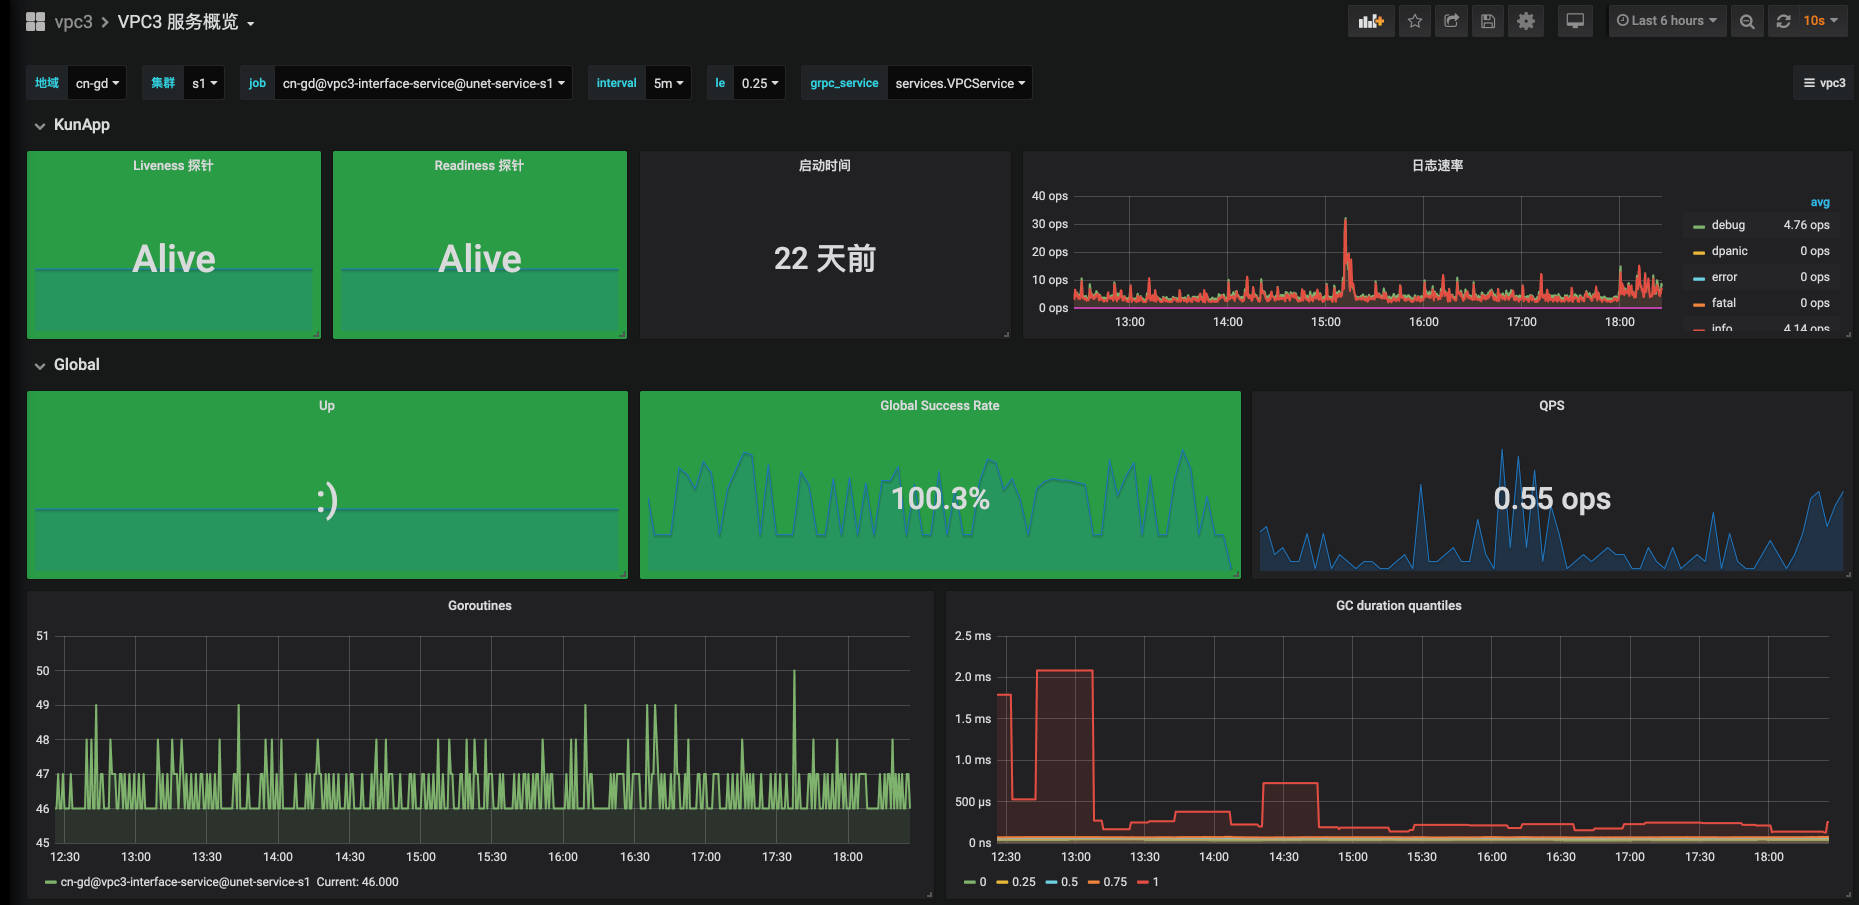 vpc3 > VPC3 服务概览
Last 6 hours
10s
地域 cn-gd
集群 s1
job cn-gd@vpc3-interface-service@unet-service-s1
interval 5m
le 0.25
grpc_service services.VPCService
vpc3
KunApp
Liveness 探针
Alive
Readiness 探针
Alive
启动时间
22 天前
日志速率
40 ops
30 ops
20 ops
10 ops
0 ops
13:00 14:00 15:00 16:00 17:00 18:00
avg
debug 4.76 ops
dpanic 0 ops
error 0 ops
fatal 0 ops
info 4.14 ops
Global
Up
:)
Global Success Rate
100.3%
QPS
0.55 ops
Goroutines
51
50
49
48
47
46
45
12:30 13:00 13:30 14:00 14:30 15:00 15:30 16:00 16:30 17:00 17:30 18:00
cn-gd@vpc3-interface-service@unet-service-s1 Current: 46.000
GC duration quantiles
2.5 ms
2.0 ms
1.5 ms
1.0 ms
500 µs
0 ns
12:30 13:00 13:30 14:00 14:30 15:00 15:30 16:00 16:30 17:00 17:30 18:00
0 0.25 0.5 0.75 1